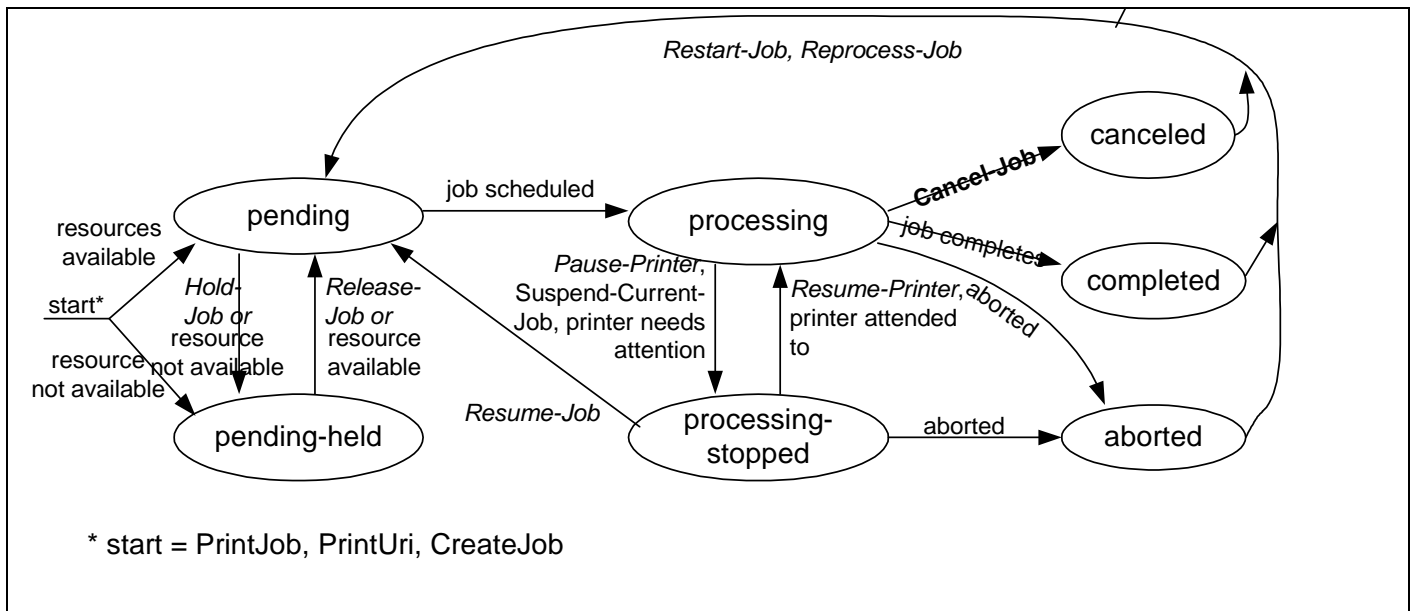 Restart-Job, Reprocess-Job
canceled
Cancel-Job
job scheduled
pending
processing
resources
available
job completes
completed
Pause-Printer,
Suspend-Current-
Job, printer needs
attention
Resume-Printer,
printer attended
to
aborted
Hold-
Job or
resource
not available
Release-
Job or
resource
available
start*
resource
not available
Resume-Job
pending-held
processing-
stopped
aborted
aborted
* start = PrintJob, PrintUri, CreateJob